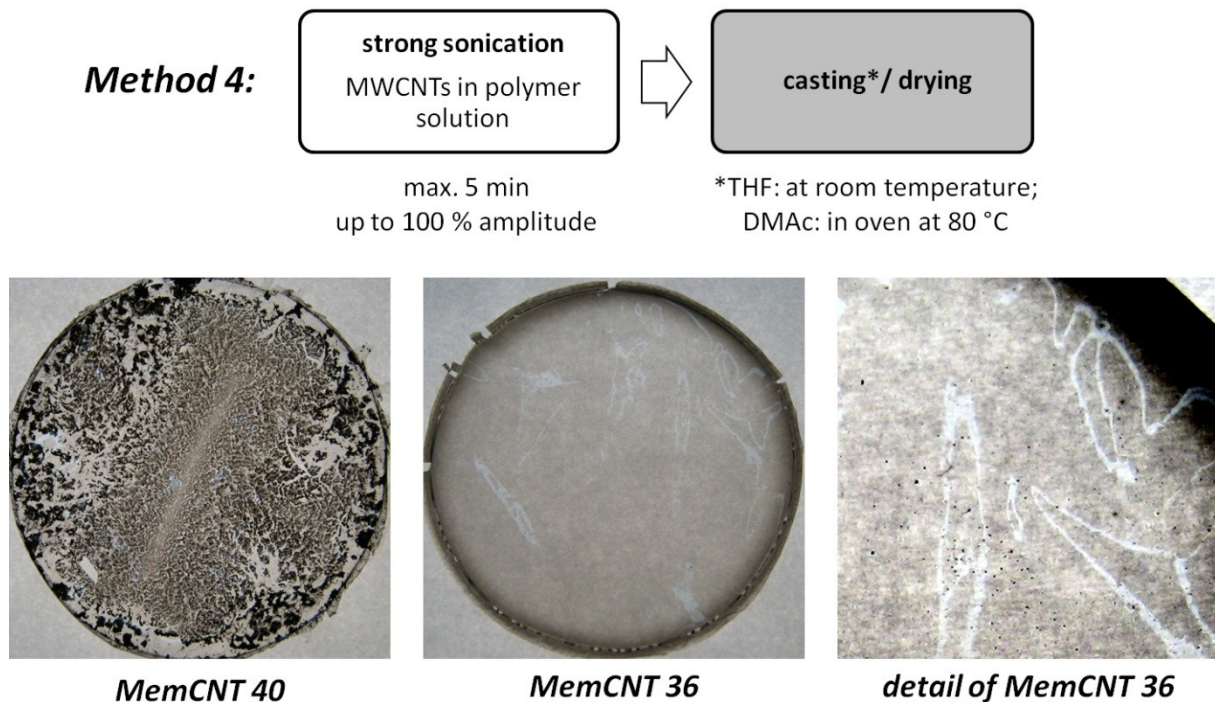 Method 4:
strong sonication
MWCNTs in polymer
solution
casting*/ drying
max. 5 min
up to 100 % amplitude
*THF: at room temperature;
DMAc: in oven at 80 °C
MemCNT 40
MemCNT 36
detail of MemCNT 36